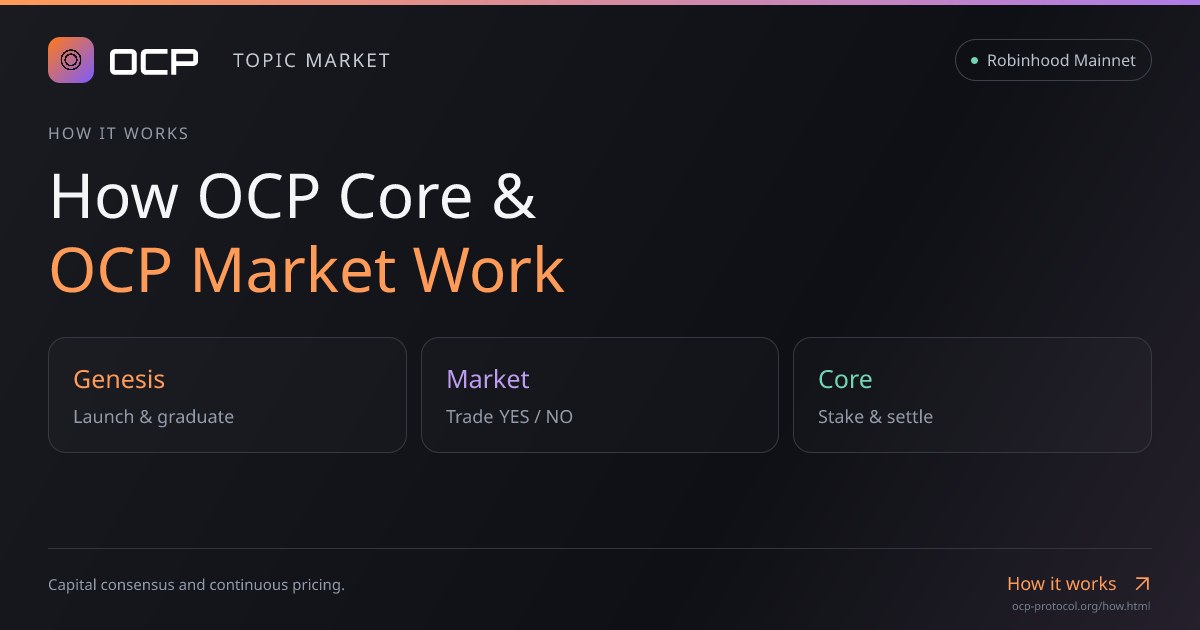 OCP TOPIC MARKET
Robinhood Mainnet
HOW IT WORKS
How OCP Core &
OCP Market Work
Genesis
Launch & graduate
Market
Trade YES / NO
Core
Stake & settle
Capital consensus and continuous pricing.
How it works
ocp-protocol.org/how.html